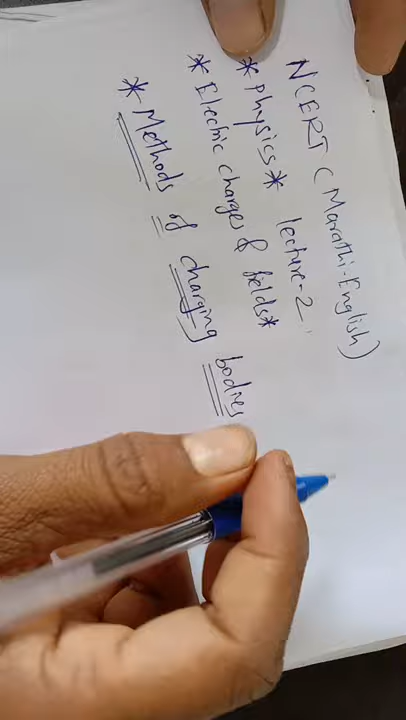 NCERT (Marathi-English)
*Physics* lecture-2
*Electric charges & fields*
*Methods of charging bodies